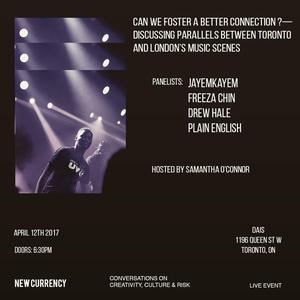 CAN WE FOSTER A BETTER CONNECTION ?—
DISCUSSING PARALLELS BETWEEN TORONTO
AND LONDON'S MUSIC SCENES
PANELISTS:
JAYEMKAYEM
FREEZA CHIN
DREW HALE
PLAIN ENGLISH
HOSTED BY SAMANTHA O'CONNOR
APRIL 12TH 2017
DOORS: 6:30PM
DAIS
1196 QUEEN ST W
TORONTO, ON
NEW CURRENCY
CONVERSATIONS ON
CREATIVITY, CULTURE & RISK
LIVE EVENT